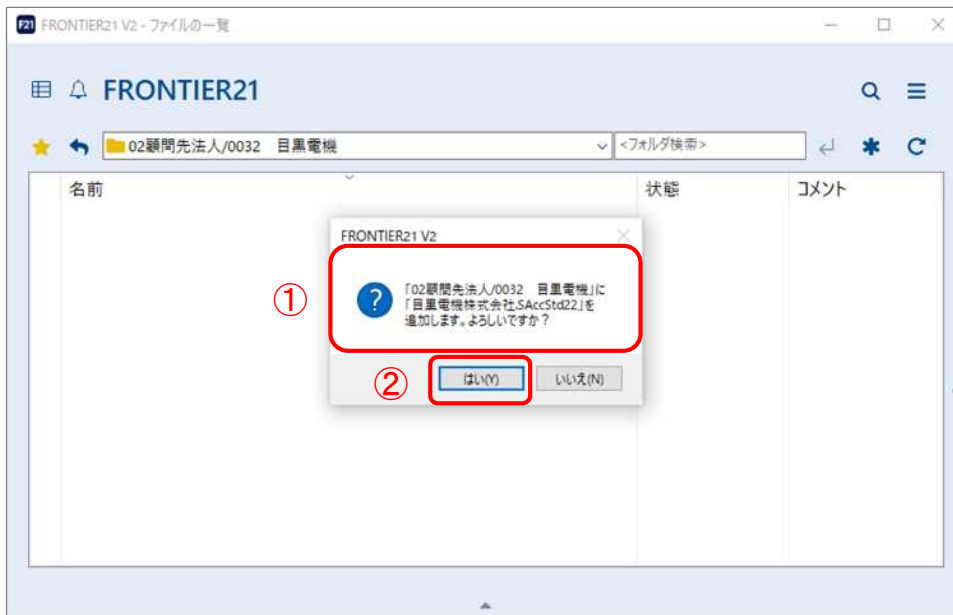 F21 FRONTIER21 V2 - ファイルの一覧
FRONTIER21
02顧問先法人/0032　目黒電機
<フォルダ検索>
名前
状態
コメント
FRONTIER21 V2
①
「02顧問先法人/0032　目黒電機」に
「目黒電機株式会社.SAccStd22」を
追加します。よろしいですか？
②
はい(Y)
いいえ(N)